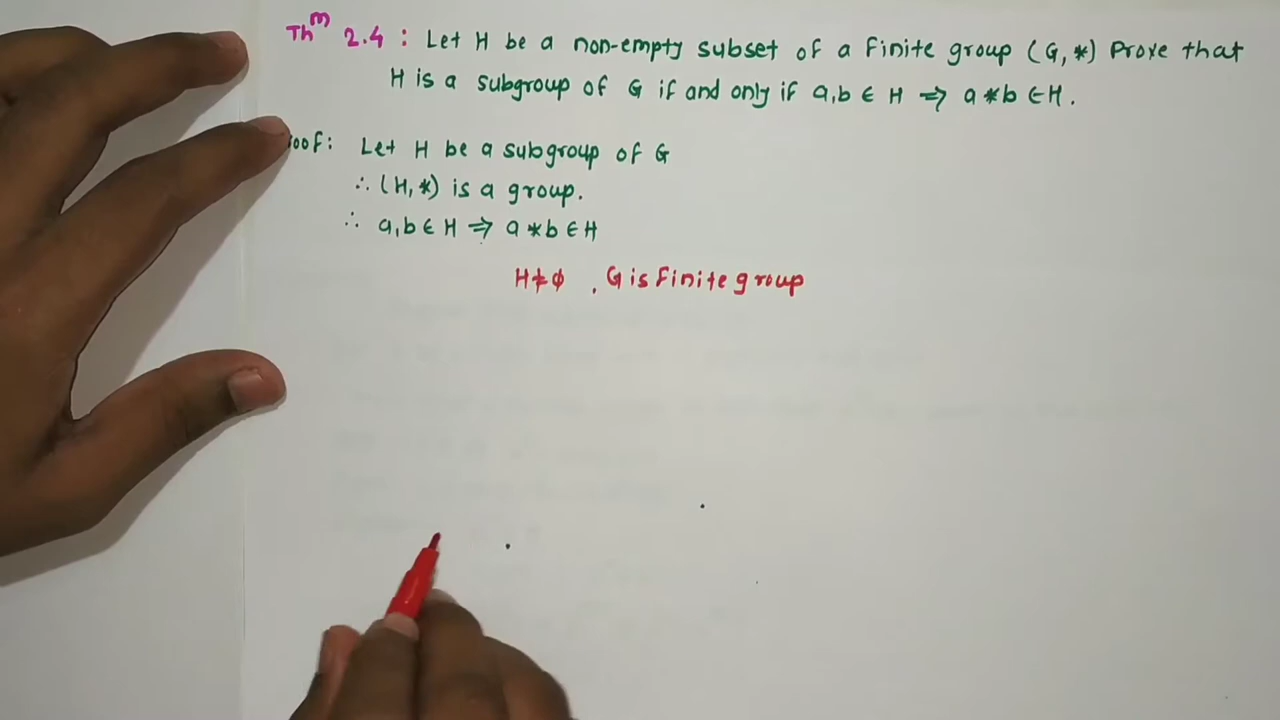 Thm 2.4 : Let H be a non-empty subset of a finite group (G, *) Prove that
H is a subgroup of G if and only if a,b ∈ H ⇒ a * b ∈ H.
oof: Let H be a subgroup of G
∴ (H, *) is a group.
∴ a,b ∈ H ⇒ a * b ∈ H
H ≠ ϕ , G is finite group